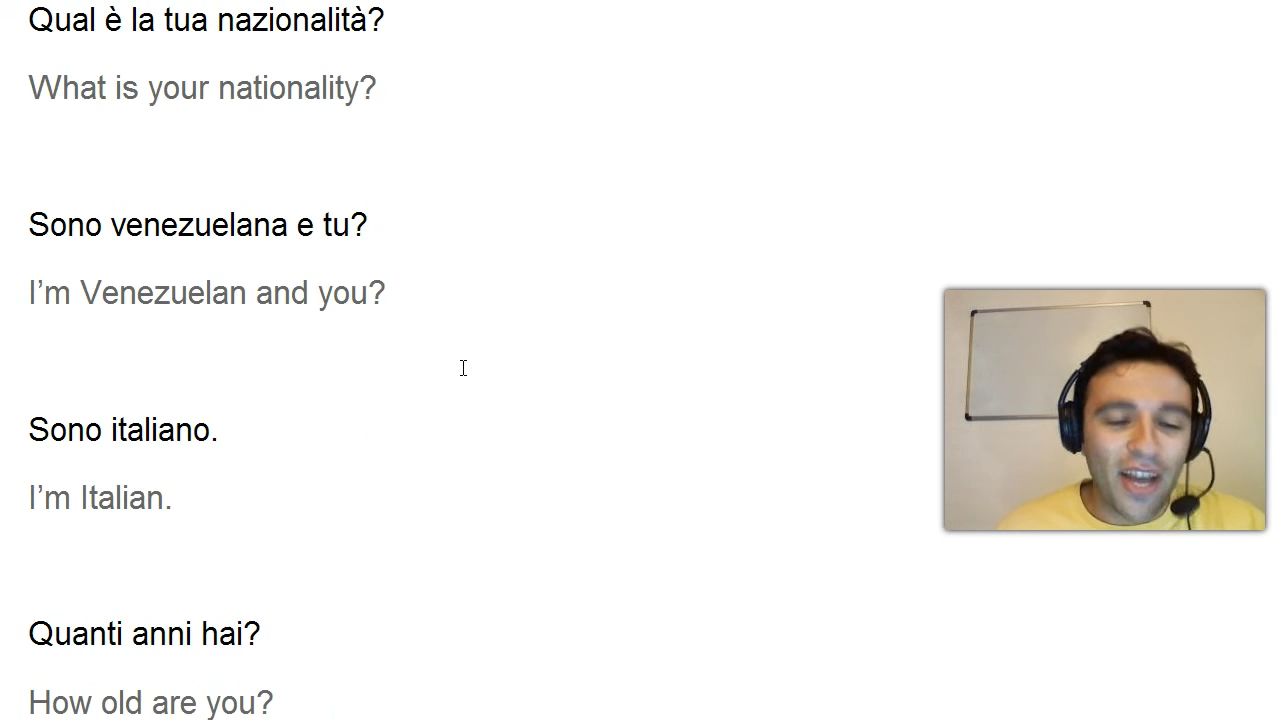 Qual è la tua nazionalità?
What is your nationality?
Sono venezuelana e tu?
I’m Venezuelan and you?
Sono italiano.
I’m Italian.
Quanti anni hai?
How old are you?